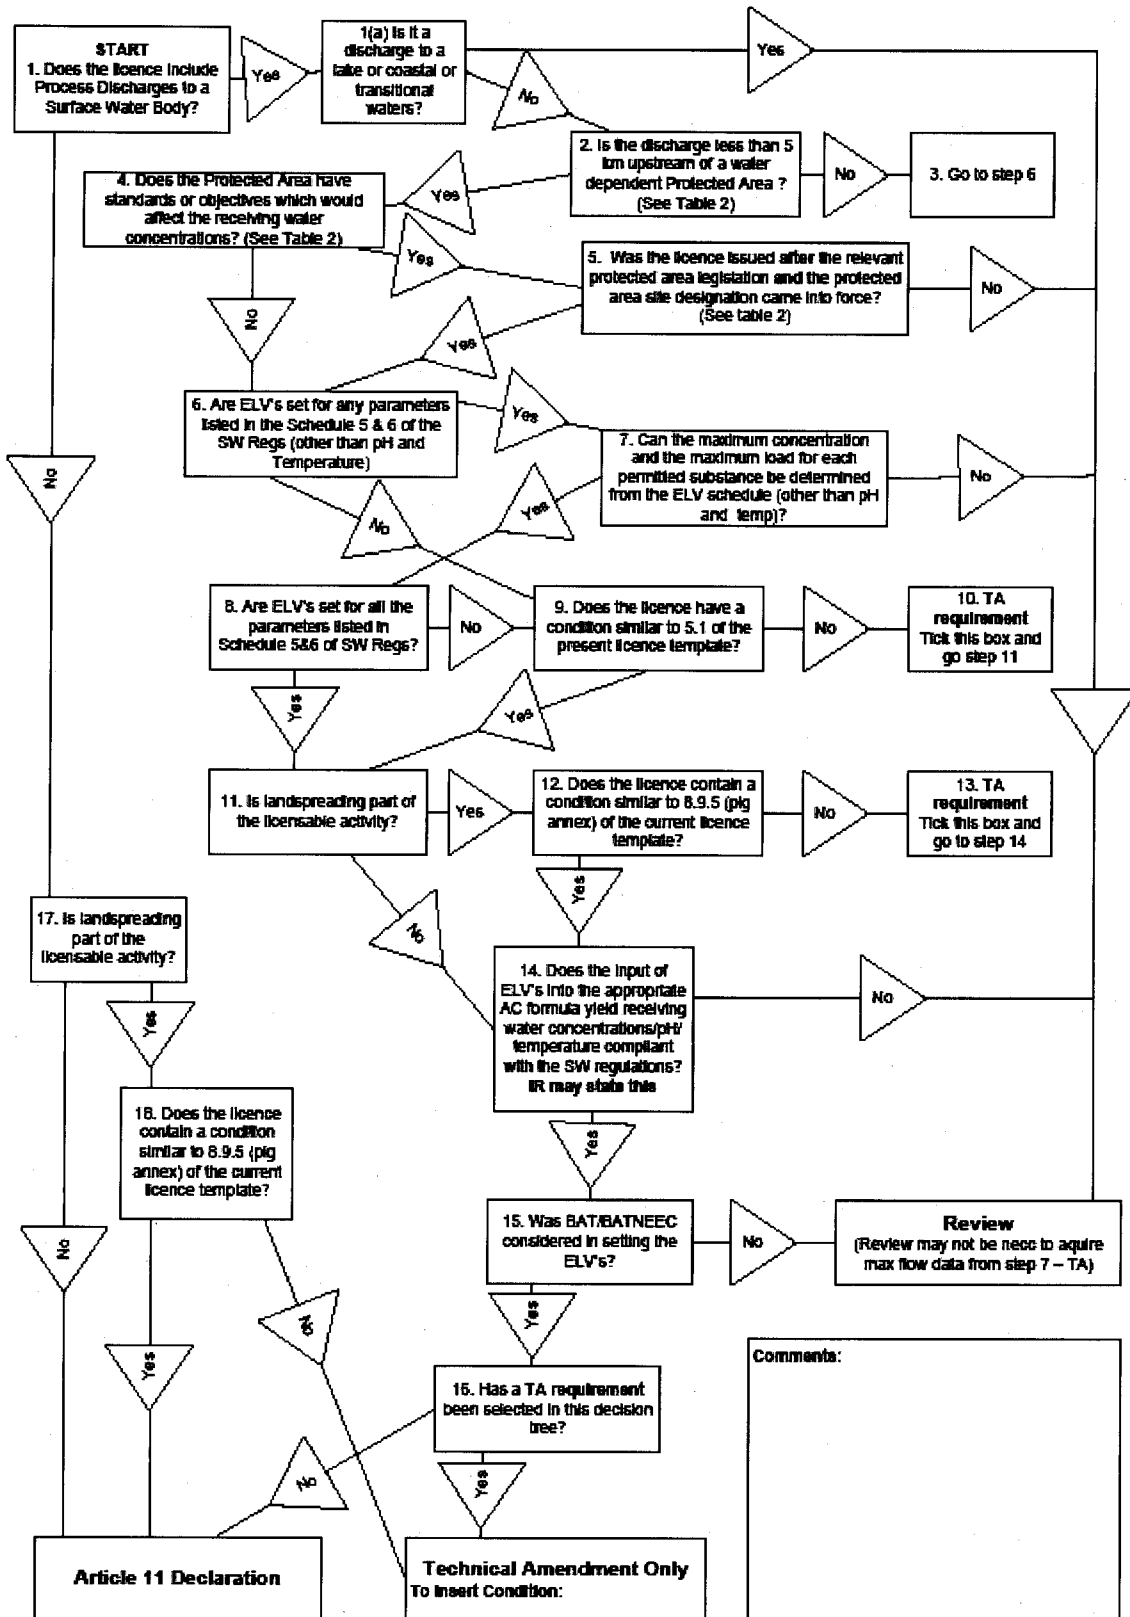 START
1. Does the licence include
Process Discharges to a
Surface Water Body?
Yes
1(a) Is it a
discharge to a
lake or coastal or
transitional
waters?
Yes
No
2. Is the discharge less than 5
km upstream of a water
dependent Protected Area ?
(See Table 2)
No
3. Go to step 6
Yes
4. Does the Protected Area have
standards or objectives which would
affect the receiving water
concentrations? (See Table 2)
Yes
5. Was the licence issued after the relevant
protected area legislation and the protected
area site designation came into force?
(See table 2)
No
No
Yes
6. Are ELV's set for any parameters
listed in the Schedule 5 & 6 of the
SW Regs (other than pH and
Temperature)
Yes
7. Can the maximum concentration
and the maximum load for each
permitted substance be determined
from the ELV schedule (other than pH
and temp)?
No
No
Yes
No
8. Are ELV's set for all the
parameters listed in
Schedule 5&6 of SW Regs?
No
9. Does the licence have a
condition similar to 5.1 of the
present licence template?
No
10. TA
requirement
Tick this box and
go step 11
Yes
Yes
11. Is landspreading part of
the licensable activity?
Yes
12. Does the licence contain a
condition similar to 8.9.5 (pig
annex) of the current licence
template?
No
13. TA
requirement
Tick this box and
go to step 14
No
Yes
17. Is landspreading
part of the
licensable activity?
14. Does the input of
ELV's into the appropriate
AC formula yield receiving
water concentrations/pH/
temperature compliant
with the SW regulations?
IR may state this
No
Yes
18. Does the licence
contain a condition
similar to 8.9.5 (pig
annex) of the current
licence template?
Yes
15. Was BAT/BATNEEC
considered in setting the
ELV's?
No
Review
(Review may not be necc to aquire
max flow data from step 7 – TA)
No
No
Yes
Yes
16. Has a TA requirement
been selected in this decision
tree?
Comments:
No
Yes
Article 11 Declaration
Technical Amendment Only
To Insert Condition: